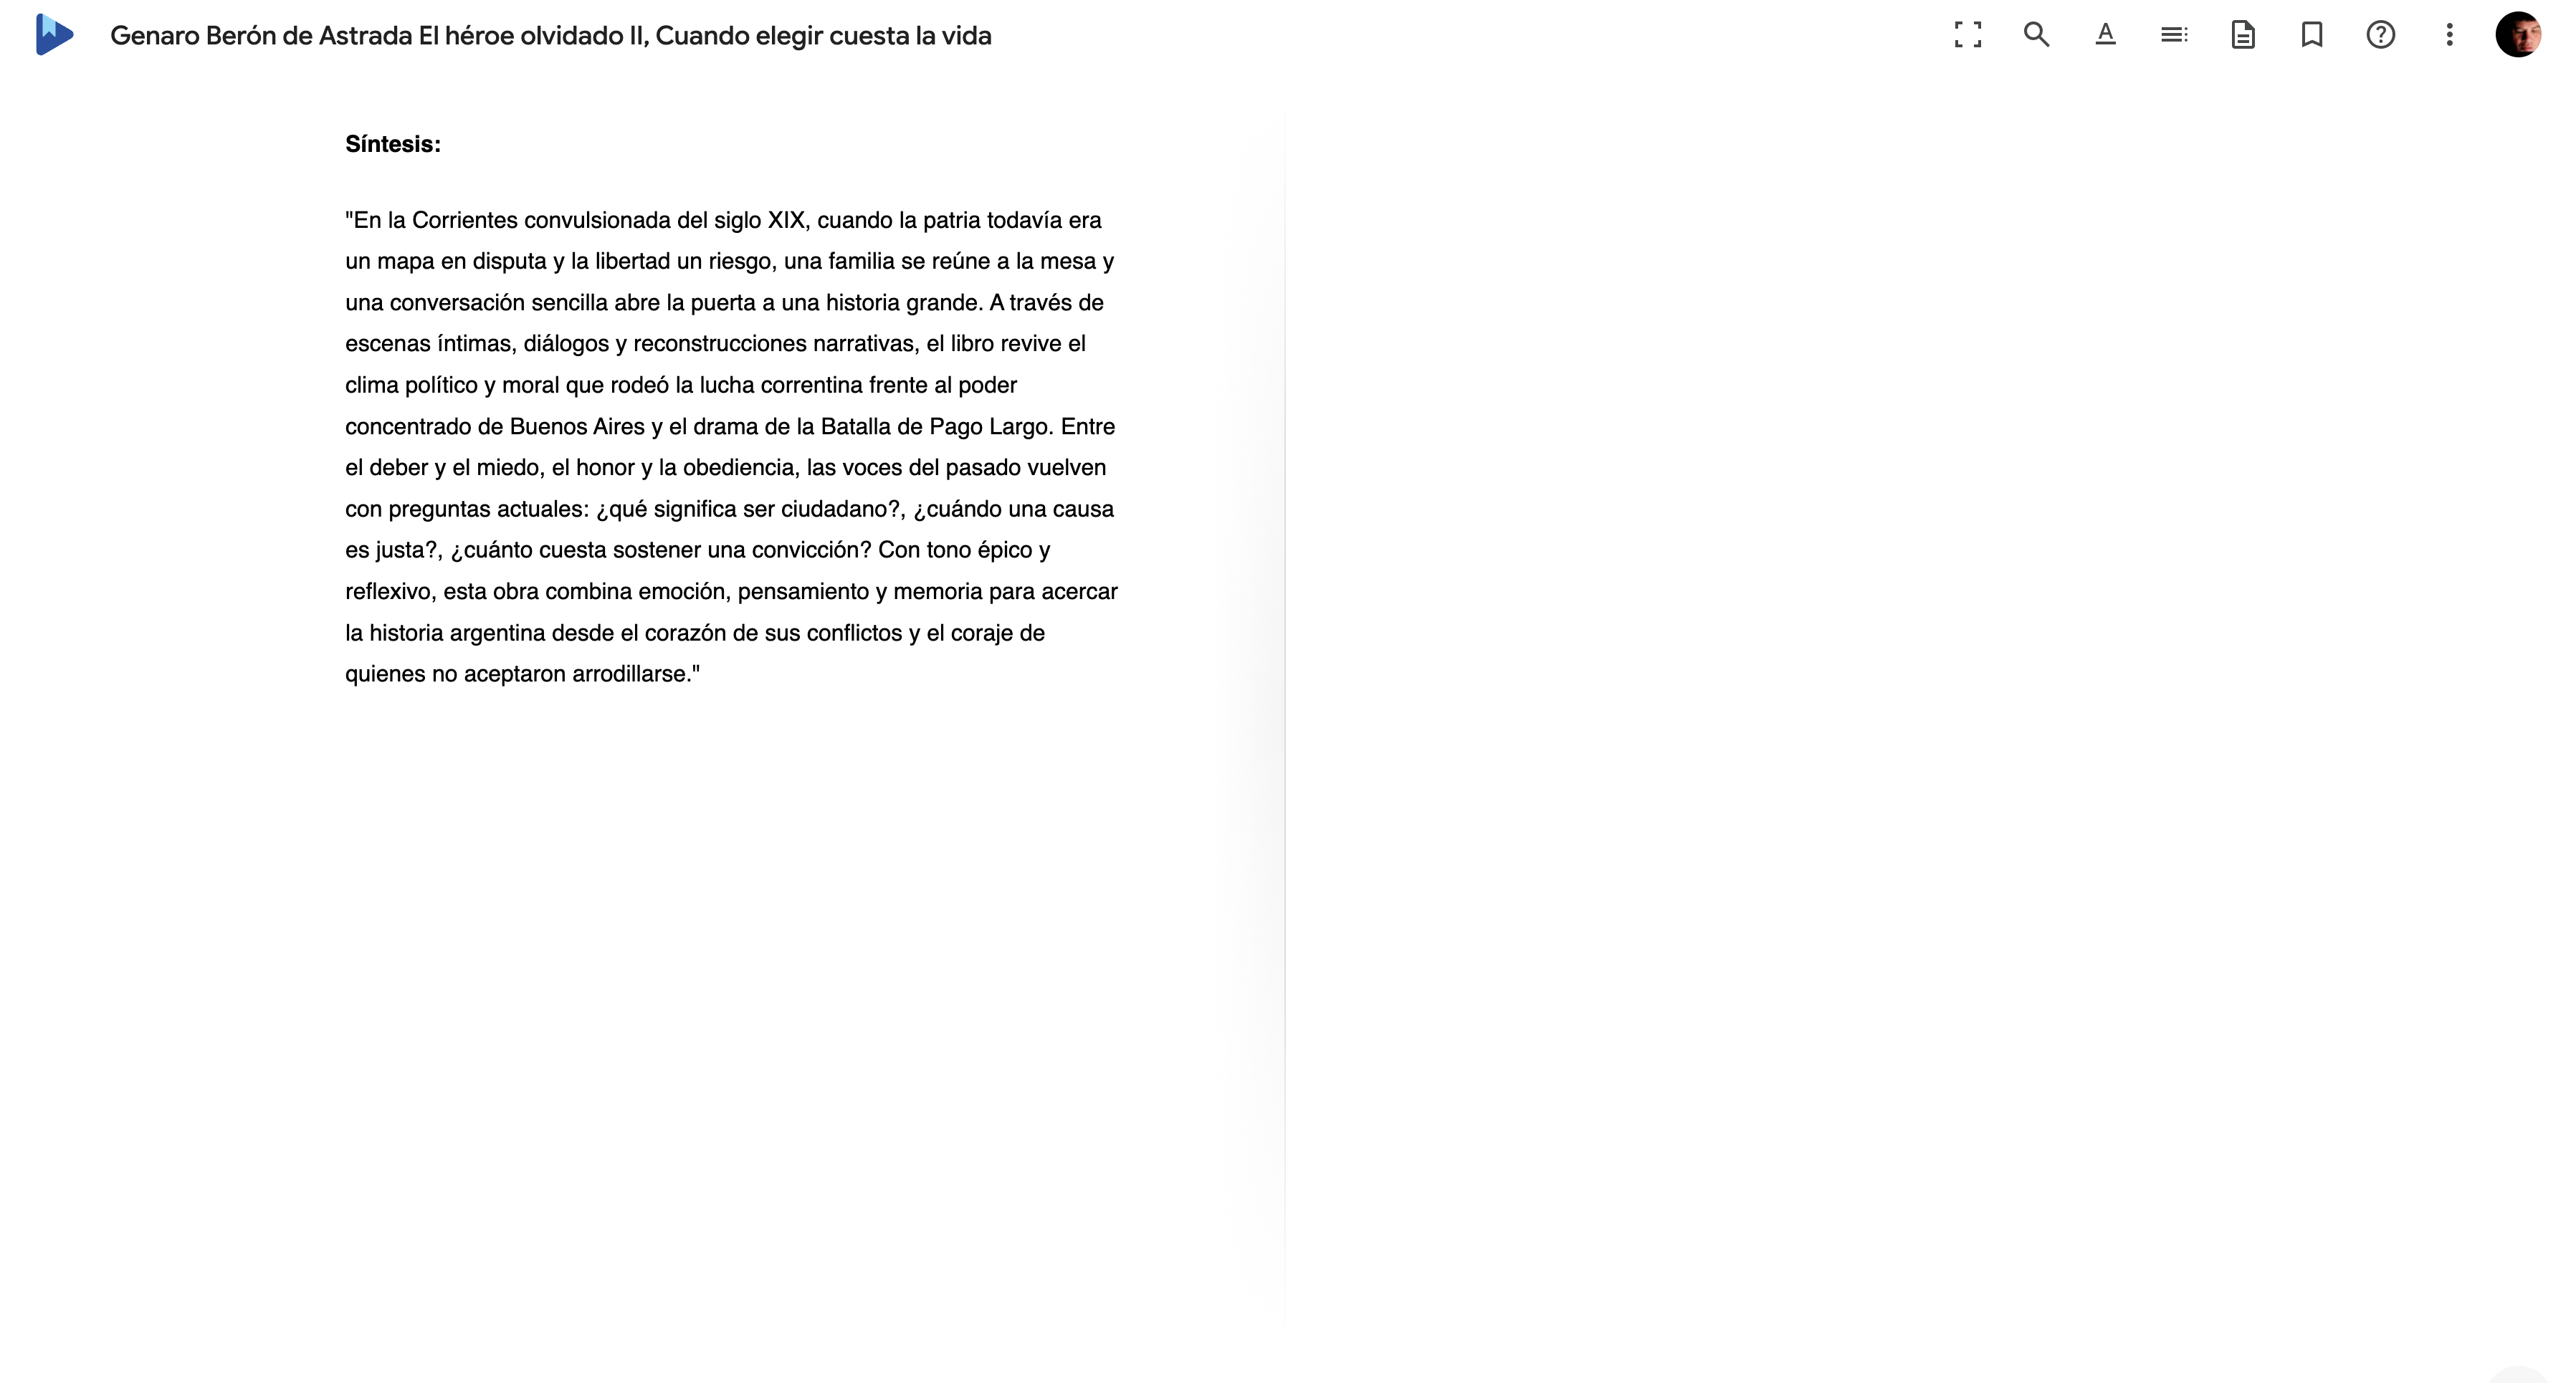 Genaro Berón de Astrada El héroe olvidado II, Cuando elegir cuesta la vida
Síntesis:
"En la Corrientes convulsionada del siglo XIX, cuando la patria todavía era
un mapa en disputa y la libertad un riesgo, una familia se reúne a la mesa y
una conversación sencilla abre la puerta a una historia grande. A través de
escenas íntimas, diálogos y reconstrucciones narrativas, el libro revive el
clima político y moral que rodeó la lucha correntina frente al poder
concentrado de Buenos Aires y el drama de la Batalla de Pago Largo. Entre
el deber y el miedo, el honor y la obediencia, las voces del pasado vuelven
con preguntas actuales: ¿qué significa ser ciudadano?, ¿cuándo una causa
es justa?, ¿cuánto cuesta sostener una convicción? Con tono épico y
reflexivo, esta obra combina emoción, pensamiento y memoria para acercar
la historia argentina desde el corazón de sus conflictos y el coraje de
quienes no aceptaron arrodillarse."